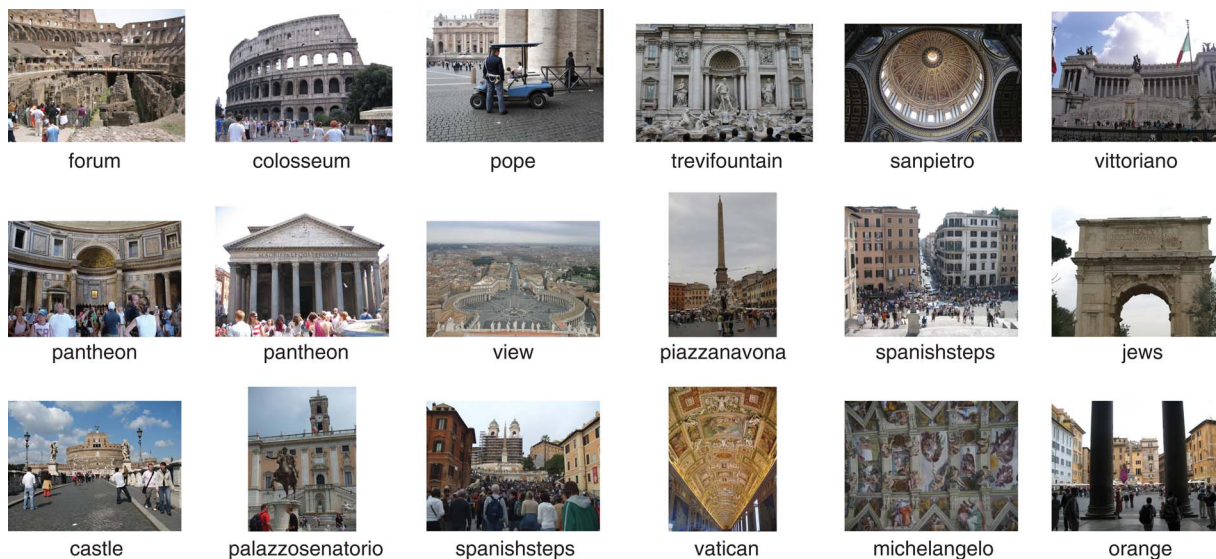 forum
colosseum
pope
trevifountain
sanpietro
vittoriano
pantheon
pantheon
view
piazzanavona
spanishsteps
jews
castle
palazzosenatorio
spanishsteps
vatican
michelangelo
orange